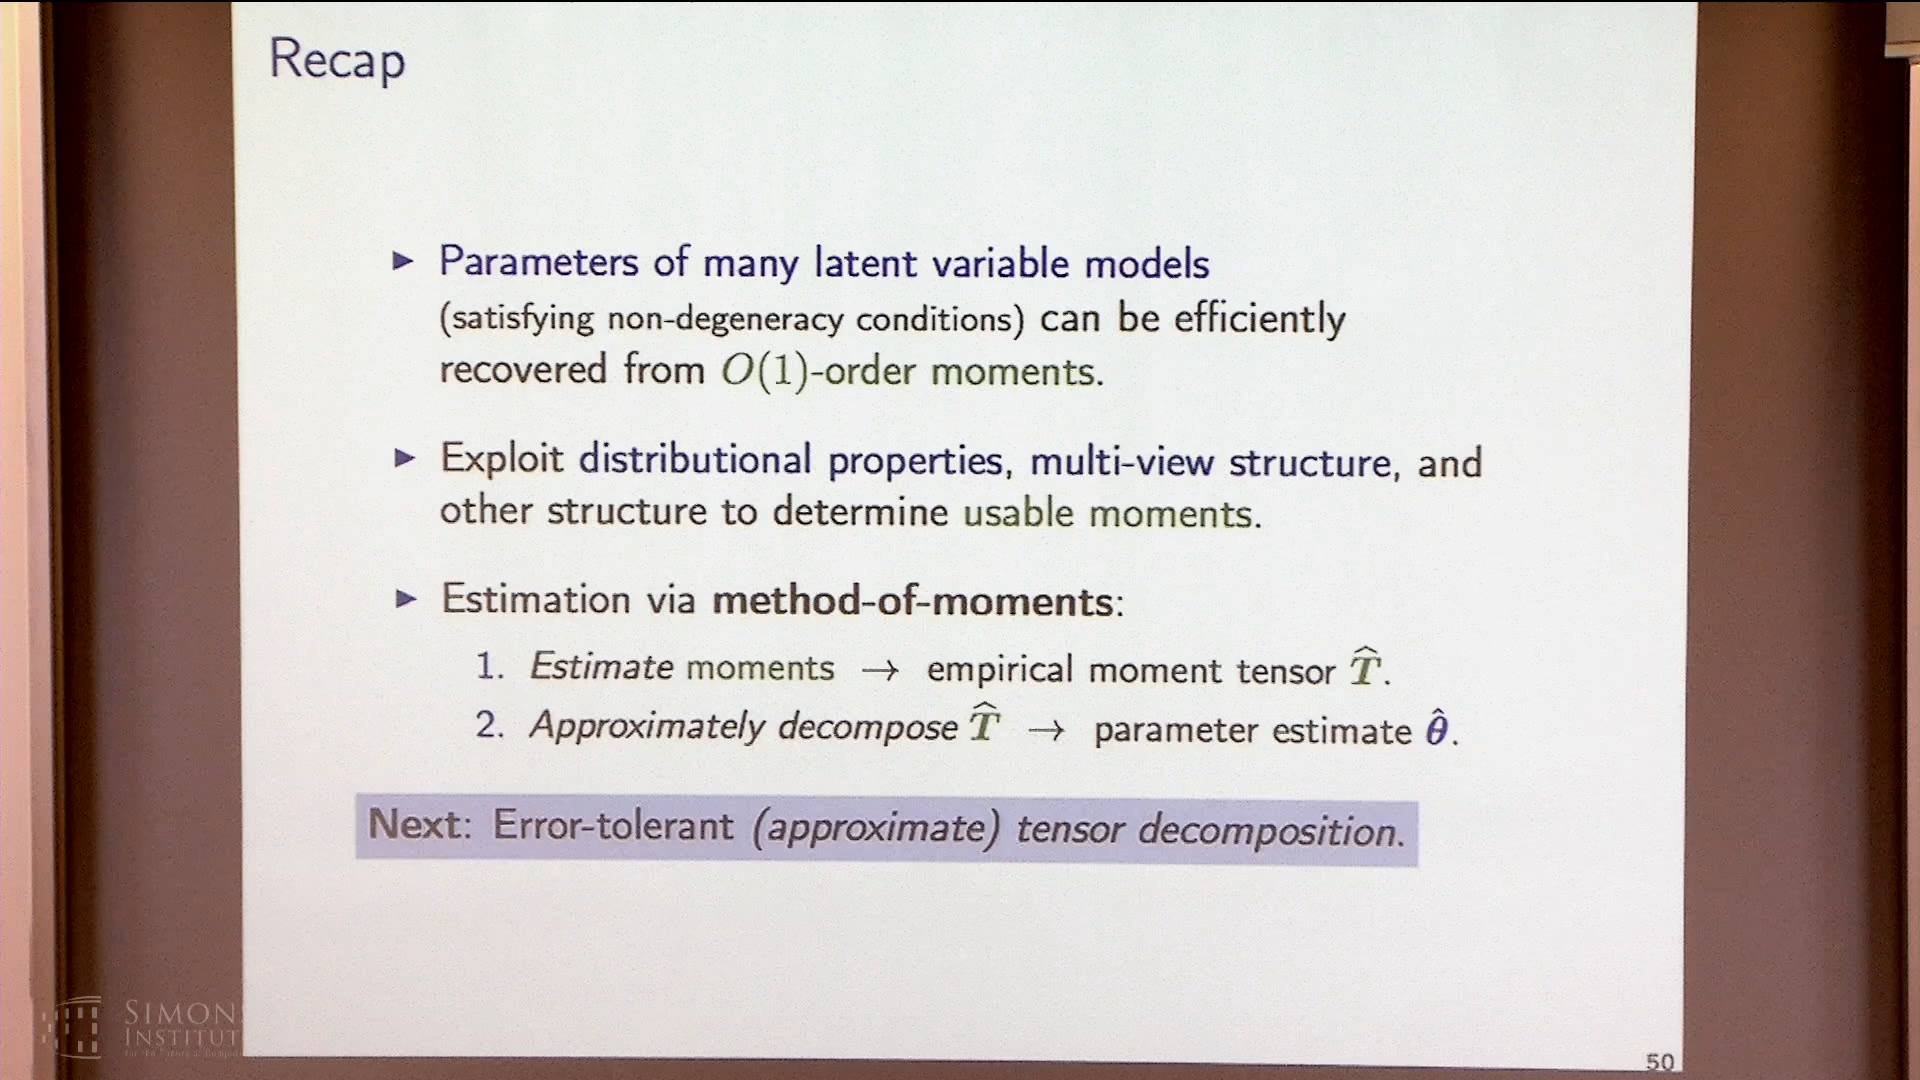 Recap
▶ Parameters of many latent variable models
(satisfying non-degeneracy conditions) can be efficiently
recovered from O(1)-order moments.
▶ Exploit distributional properties, multi-view structure, and
other structure to determine usable moments.
▶ Estimation via method-of-moments:
1. Estimate moments → empirical moment tensor T̂.
2. Approximately decompose T̂ → parameter estimate θ̂.
Next: Error-tolerant (approximate) tensor decomposition.
SIMON
INSTITUT
50